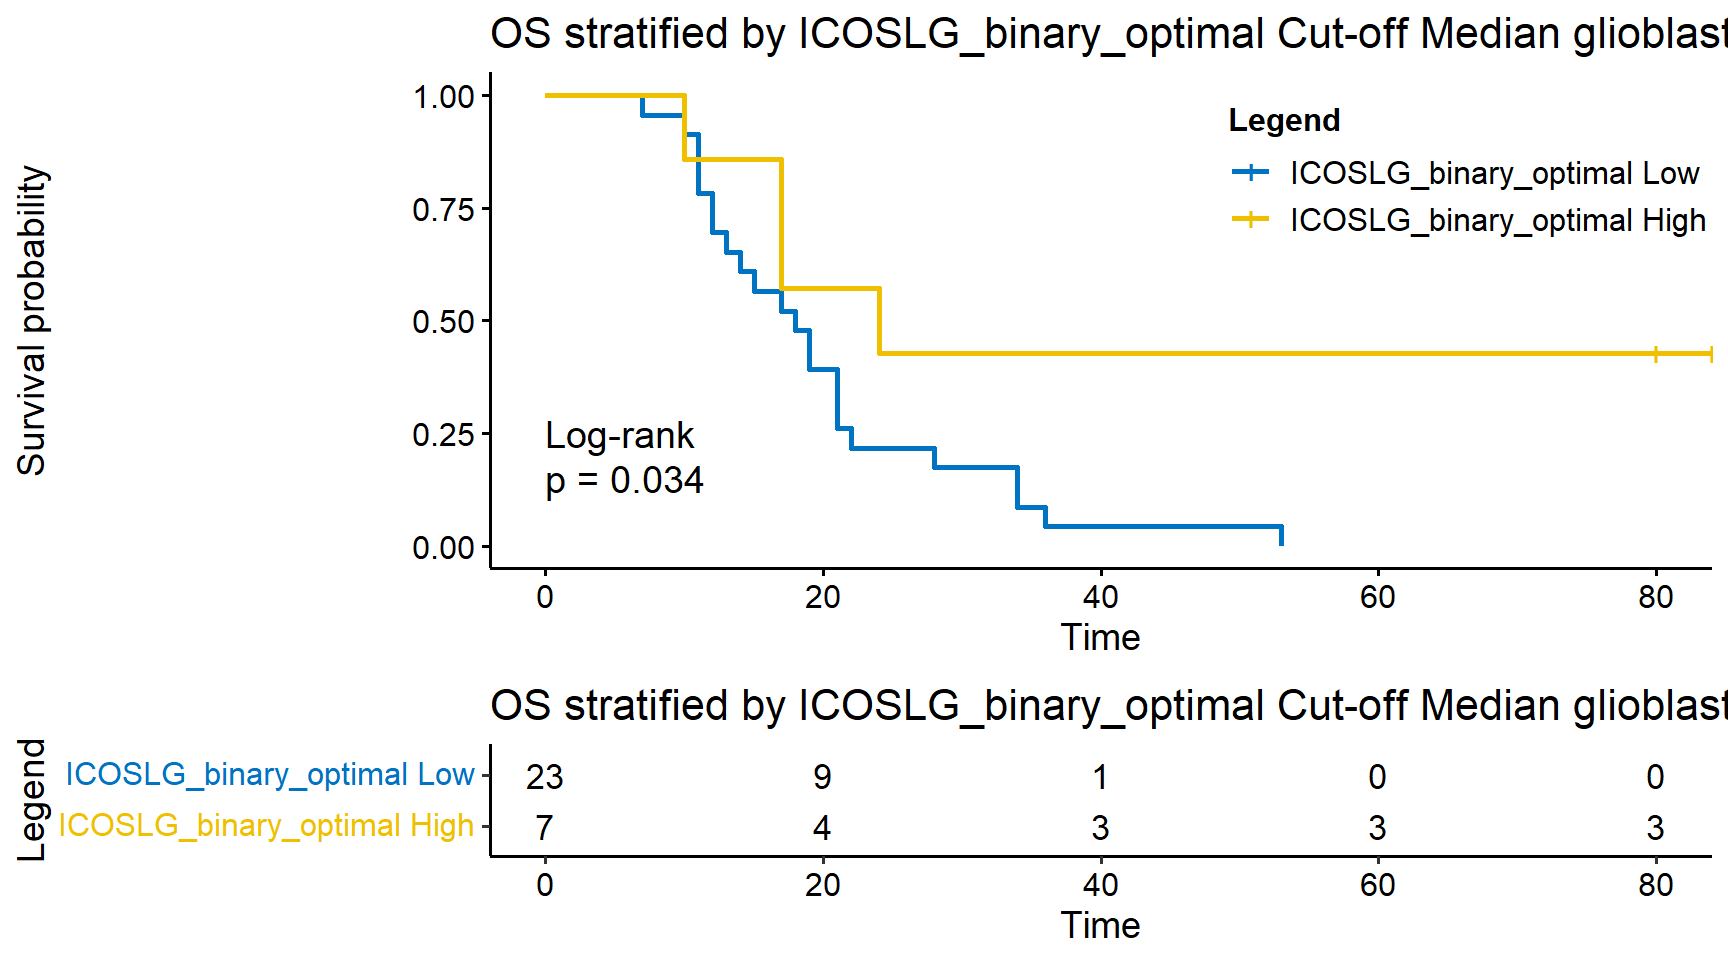 OS stratified by ICOSLG_binary_optimal Cut-off Median glioblast
Survival probability
1.00
0.75
0.50
0.25
0.00
Legend
ICOSLG_binary_optimal Low
ICOSLG_binary_optimal High
Log-rank
p = 0.034
0 20 40 60 80
Time
OS stratified by ICOSLG_binary_optimal Cut-off Median glioblast
Legend
ICOSLG_binary_optimal Low 23 9 1 0 0
ICOSLG_binary_optimal High 7 4 3 3 3
0 20 40 60 80
Time